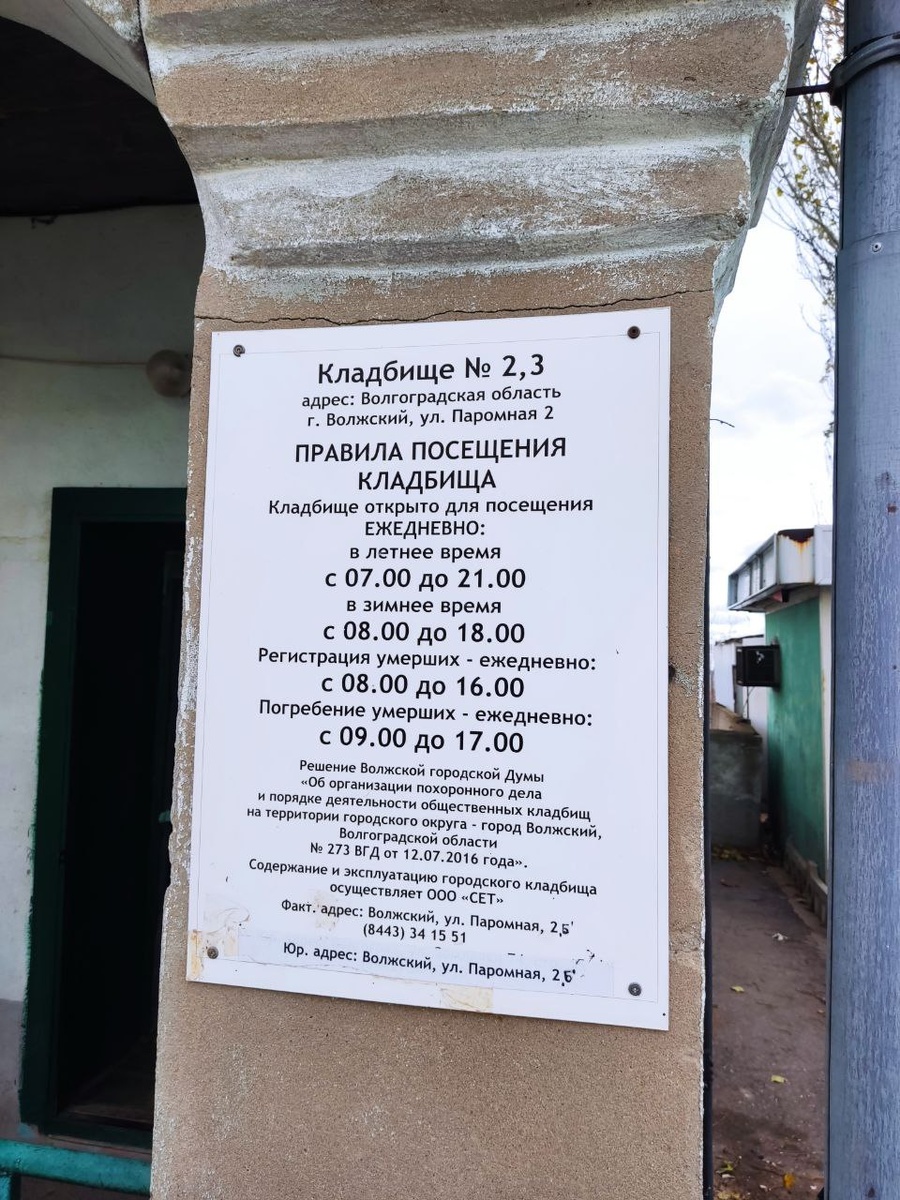 Кладбище № 2,3
адрес: Волгоградская область
г. Волжский, ул. Паромная 2
ПРАВИЛА ПОСЕЩЕНИЯ
КЛАДБИЩА
Кладбище открыто для посещения
ЕЖЕДНЕВНО:
в летнее время
с 07.00 до 21.00
в зимнее время
с 08.00 до 18.00
Регистрация умерших - ежедневно:
с 08.00 до 16.00
Погребение умерших - ежедневно:
с 09.00 до 17.00
Решение Волжской городской Думы
«Об организации похоронного дела
и порядке деятельности общественных кладбищ
на территории городского округа - город Волжский,
Волгоградской области
№ 273 ВГД от 12.07.2016 года».
Содержание и эксплуатацию городского кладбища
осуществляет ООО «СЕТ»
Факт. адрес: Волжский, ул. Паромная, 2,Б'
(8443) 34 15 51
Юр. адрес: Волжский, ул. Паромная, 2,Б'